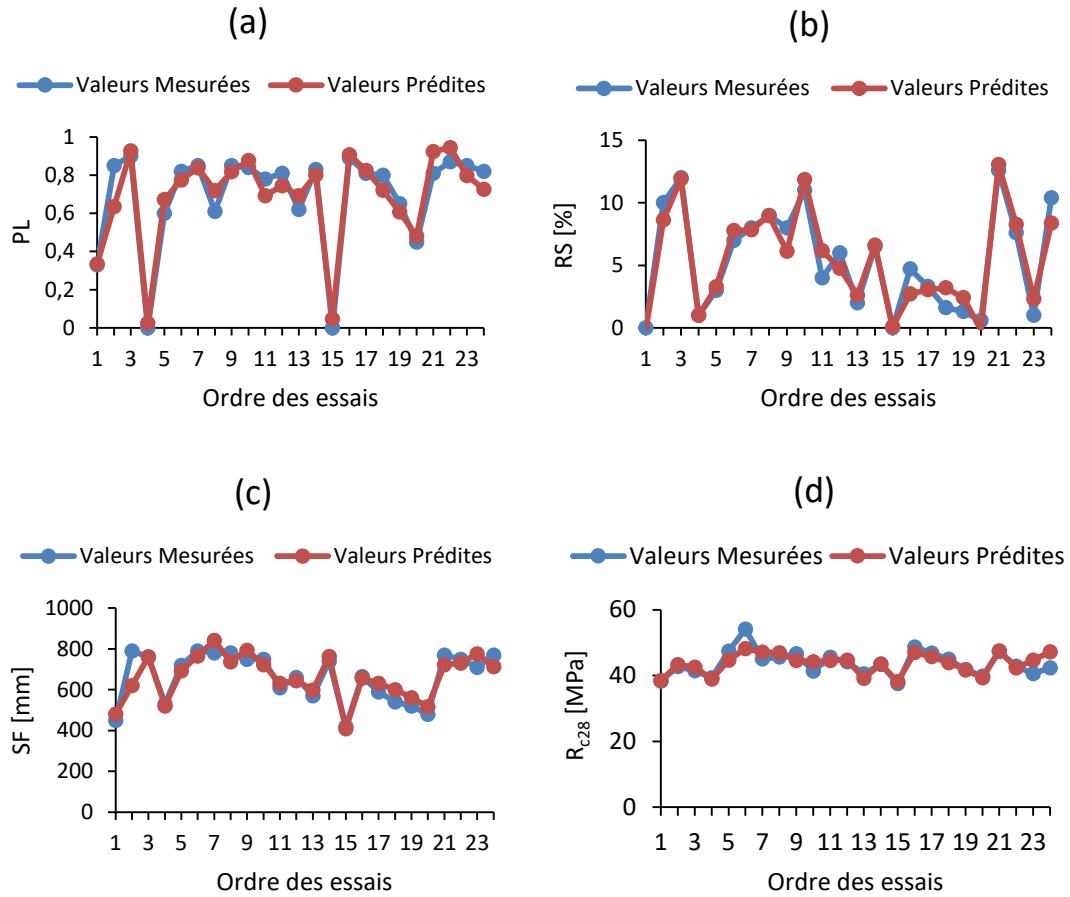 (a)
Valeurs Mesurées Valeurs Prédites
1
0,8
0,6
0,4
0,2
0
PL
1 3 5 7 9 11 13 15 17 19 21 23
Ordre des essais
(b)
Valeurs Mesurées Valeurs Prédites
15
10
5
0
RS [%]
1 3 5 7 9 11 13 15 17 19 21 23
Ordre des essais
(c)
Valeurs Mesurées Valeurs Prédites
1000
800
600
400
200
0
SF [mm]
1 3 5 7 9 11 13 15 17 19 21 23
Ordre des essais
(d)
Valeurs Mesurées Valeurs Prédites
60
40
20
0
Rc28 [MPa]
1 3 5 7 9 11 13 15 17 19 21 23
Ordre des essais